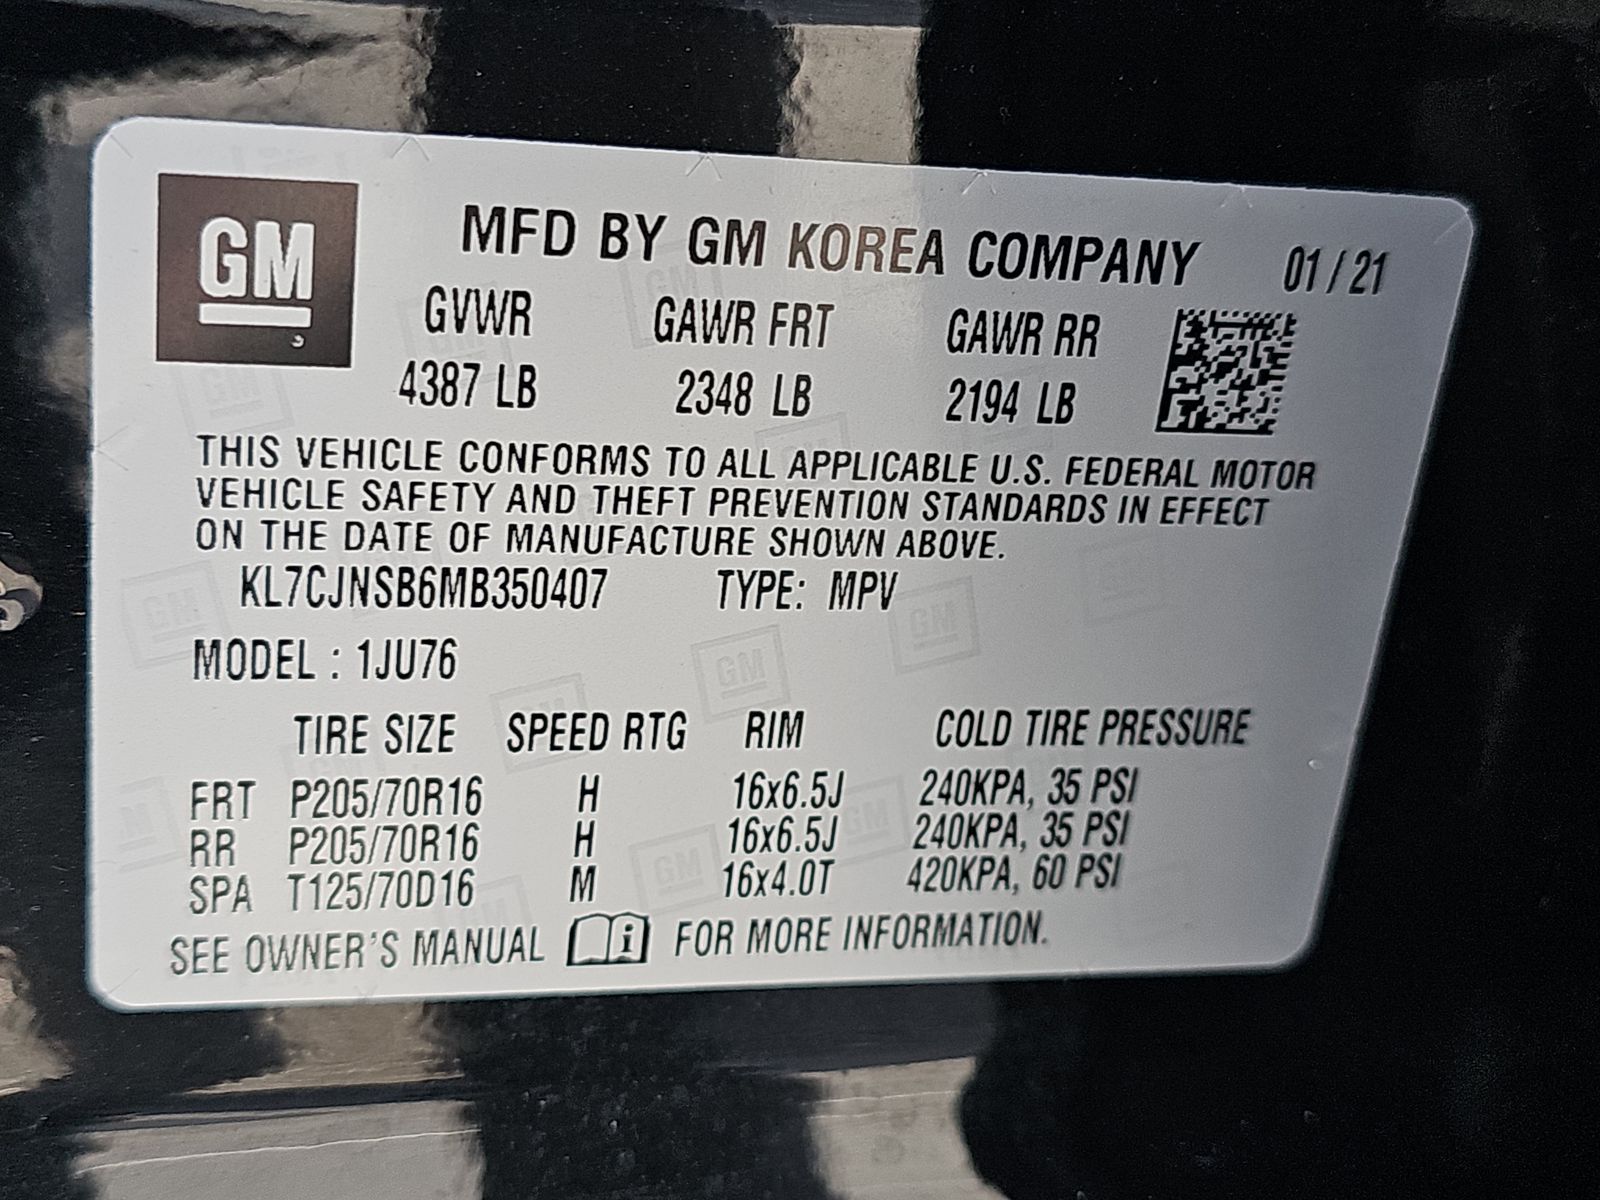 GM
MFD BY GM KOREA COMPANY 01/21
GVWR GAWR FRT GAWR RR
4387 LB 2348 LB 2194 LB
THIS VEHICLE CONFORMS TO ALL APPLICABLE U.S. FEDERAL MOTOR
VEHICLE SAFETY AND THEFT PREVENTION STANDARDS IN EFFECT
ON THE DATE OF MANUFACTURE SHOWN ABOVE.
KL7CJNSB6MB350407 TYPE: MPV
MODEL : 1JU76
TIRE SIZE SPEED RTG RIM COLD TIRE PRESSURE
FRT P205/70R16 H 16x6.5J 240KPA, 35 PSI
RR P205/70R16 H 16x6.5J 240KPA, 35 PSI
SPA T125/70D16 M 16x4.0T 420KPA, 60 PSI
SEE OWNER'S MANUAL i FOR MORE INFORMATION.